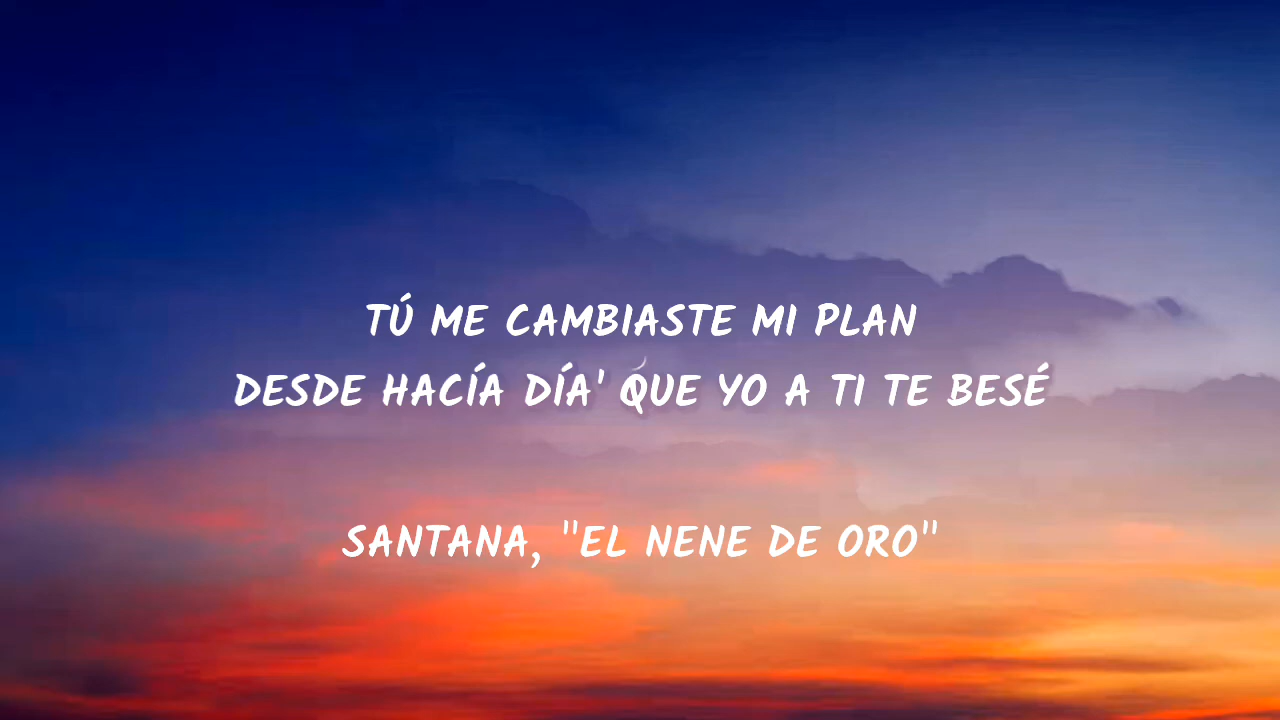 TÚ ME CAMBIASTE MI PLAN
DESDE HACÍA DÍA' QUE YO A TI TE BESÉ
SANTANA, "EL NENE DE ORO"